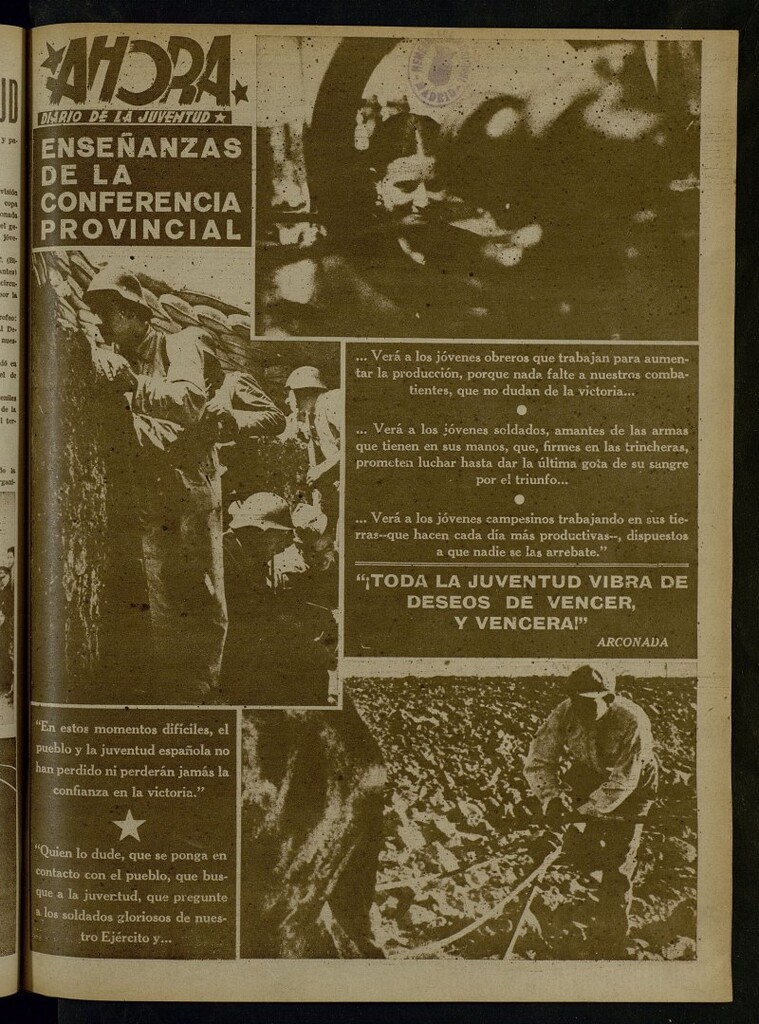 AHORA
DIARIO DE LA JUVENTUD
ENSEÑANZAS
DE LA
CONFERENCIA
PROVINCIAL
MADRID
"En estos momentos difíciles, el
pueblo y la juventud española no
han perdido ni perderán jamás la
confianza en la victoria."
"Quien lo dude, que se ponga en
contacto con el pueblo, que bus-
que a la juventud, que pregunte
a los soldados gloriosos de nues-
tro Ejército y...
... Verá a los jóvenes obreros que trabajan para aumen-
tar la producción, porque nada falte a nuestros comba-
tientes, que no dudan de la victoria...
... Verá a los jóvenes soldados, amantes de las armas
que tienen en sus manos, que, firmes en las trincheras,
prometen luchar hasta dar la última gota de su sangre
por el triunfo...
... Verá a los jóvenes campesinos trabajando en sus tie-
rras--que hacen cada día más productivas--, dispuestos
a que nadie se las arrebate."
"¡TODA LA JUVENTUD VIBRA DE
DESEOS DE VENCER,
Y VENCERA!"
ARCONADA